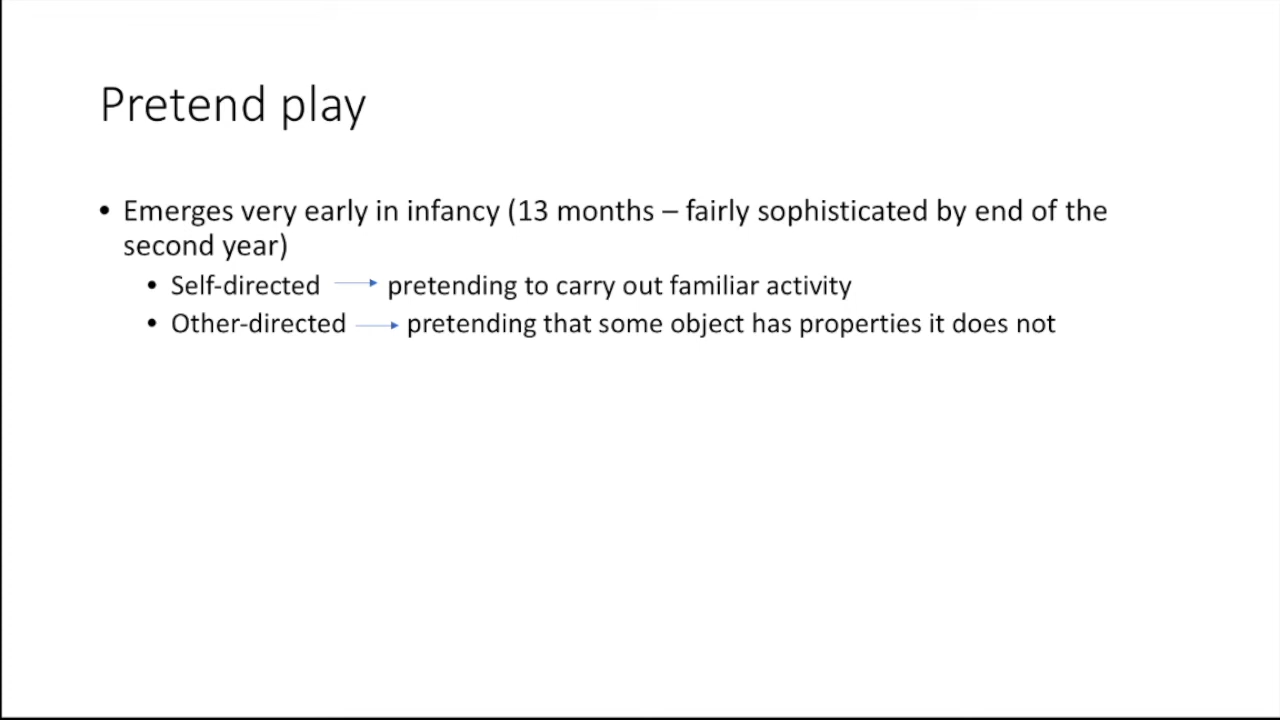 Pretend play
• Emerges very early in infancy (13 months – fairly sophisticated by end of the
second year)
• Self-directed → pretending to carry out familiar activity
• Other-directed → pretending that some object has properties it does not